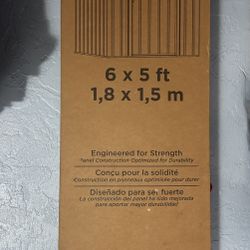 6 x 5 ft
1,8 x 1,5 m
Engineered for Strength
Panel Construction Optimized for Durability
Conçu pour la solidité
Construction en panneaux optimisée pour durer
Diseñado para ser fuerte
La construcción del panel ha sido mejorada
para aportar mayor durabilidad/